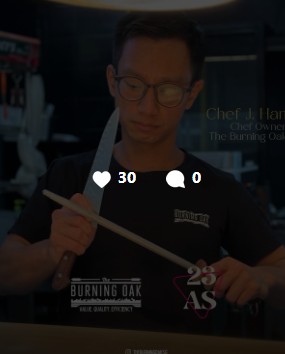 Chef J. Han
Chef Owner
The Burning Oak
30
0
BURNING OAK
The
BURNING OAK
VALUE. QUALITY. EFFICIENCY.
23
AS